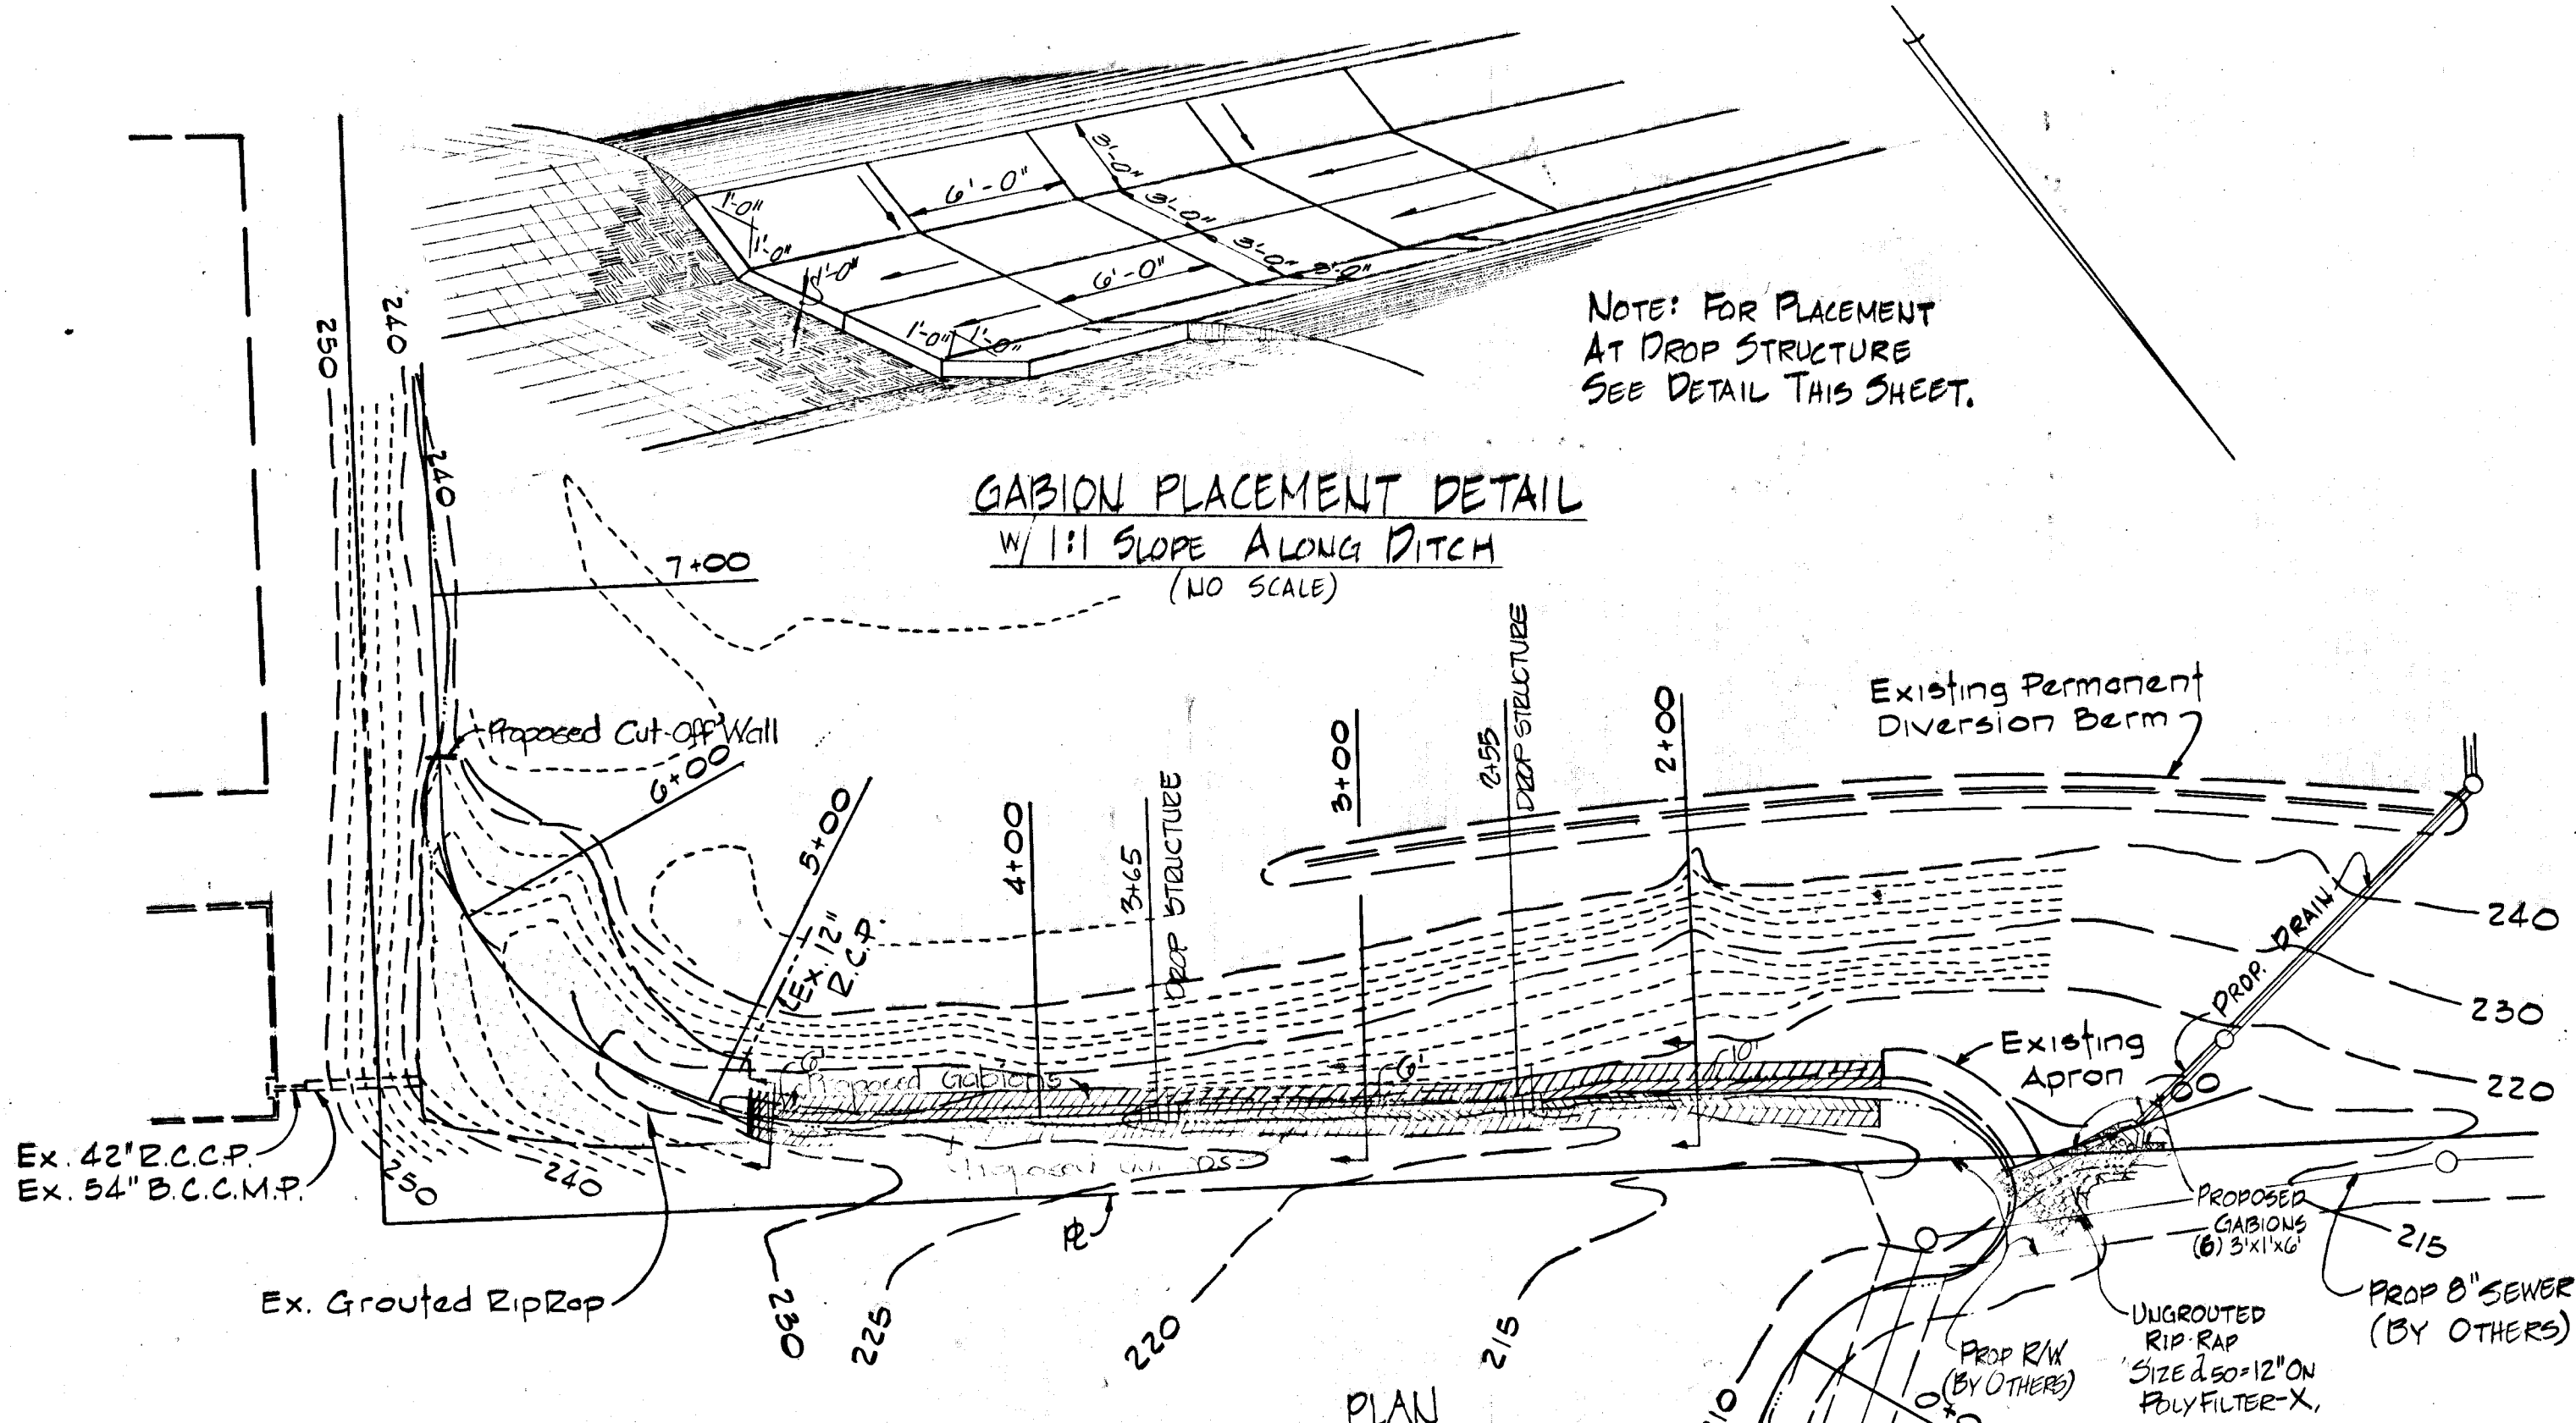 1'-0"
1'-0"
6'-0"
3'-0"
3'-0"
3'-0"
3'-0"
1'-0"
6'-0"
1'-0"
1'-0"
NOTE: FOR PLACEMENT
AT DROP STRUCTURE
SEE DETAIL THIS SHEET.
GABION PLACEMENT DETAIL
W/ 1:1 SLOPE ALONG DITCH
(NO SCALE)
250
240
240
7+00
Proposed Cut-Off Wall
6+00
5+00
Ex. 12"
R.C.P.
4+00
3+65
DROP STRUCTURE
3+00
2+55
DROP STRUCTURE
2+00
Existing Permanent
Diversion Berm
PROP. DRAIN
240
230
220
Existing
Apron
6'
Proposed Gabions
6'
10'
Ex. 42" R.C.C.P.
Ex. 54" B.C.C.M.P.
250
240
Proposed
PL
Ex. Grouted RipRap
230
225
220
215
PROPOSED
GABIONS
(6) 3'x1'x6'
215
PROP 8" SEWER
(BY OTHERS)
UNGROUTED
RIP-RAP
SIZE d50=12" ON
POLYFILTER-X,
PROP R/W
(BY OTHERS)
PLAN